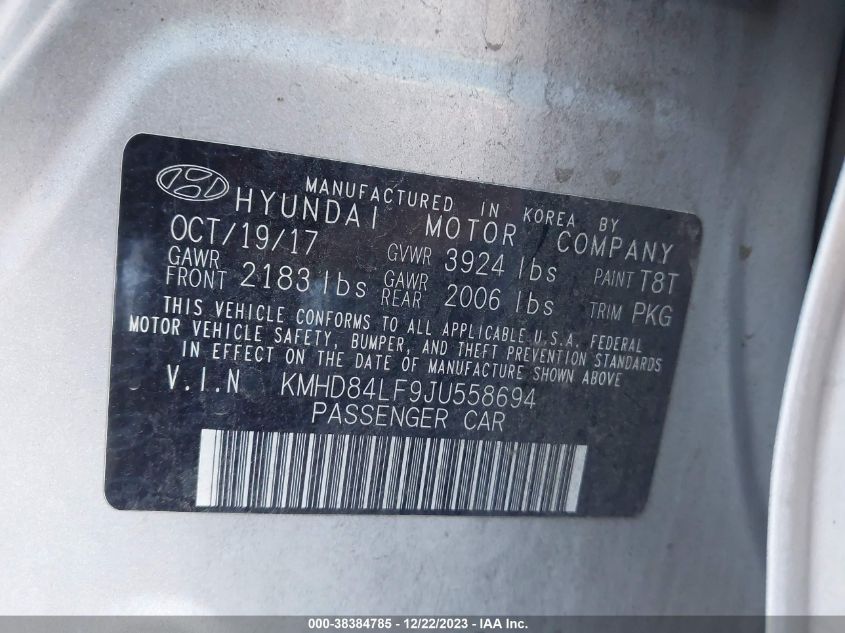 MANUFACTURED IN KOREA BY
HYUNDAI MOTOR COMPANY
OCT/19/17 GVWR 3924 lbs PAINT T8T
GAWR FRONT 2183 lbs GAWR REAR 2006 lbs TRIM PKG
THIS VEHICLE CONFORMS TO ALL APPLICABLE U.S.A. FEDERAL
MOTOR VEHICLE SAFETY, BUMPER, AND THEFT PREVENTION STANDARDS
IN EFFECT ON THE DATE OF MANUFACTURE SHOWN ABOVE
V.I.N KMHD84LF9JU558694
PASSENGER CAR
000-38384785 - 12/22/2023 - IAA Inc.